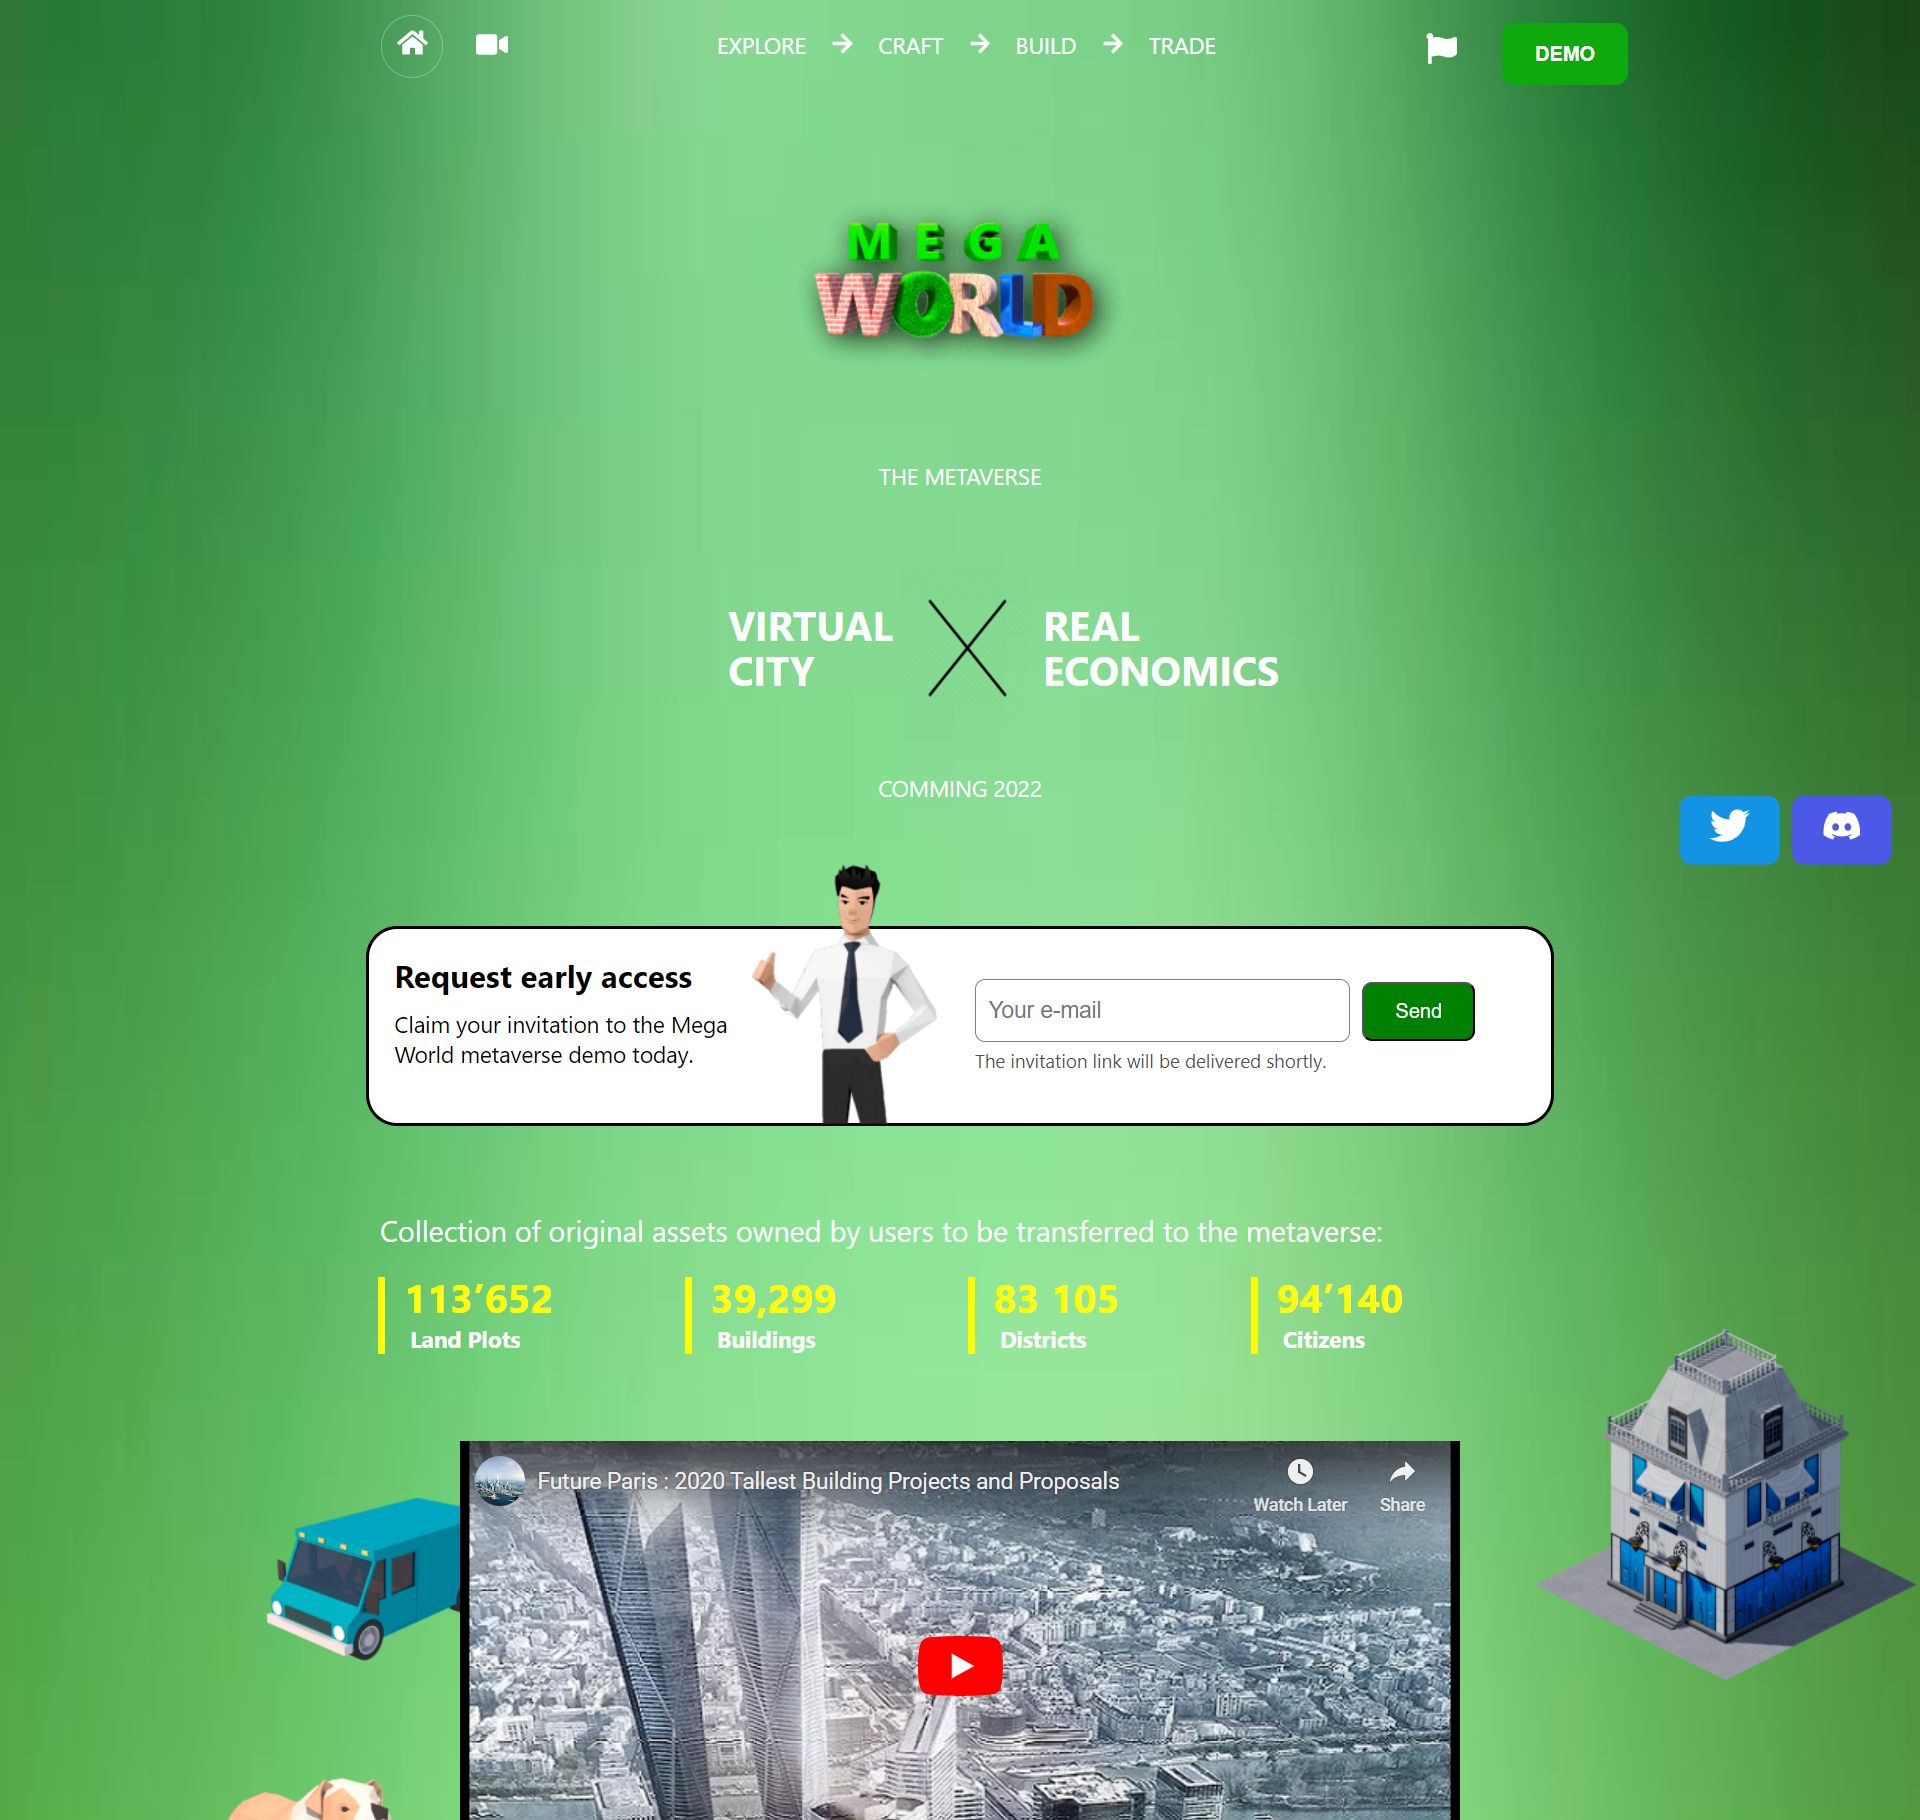 EXPLORE CRAFT BUILD TRADE
DEMO
MEGA
WORLD
THE METAVERSE
VIRTUAL
CITY
REAL
ECONOMICS
COMMING 2022
Request early access
Claim your invitation to the Mega
World metaverse demo today.
Your e-mail
Send
The invitation link will be delivered shortly.
Collection of original assets owned by users to be transferred to the metaverse:
113’652
Land Plots
39,299
Buildings
83 105
Districts
94’140
Citizens
Future Paris : 2020 Tallest Building Projects and Proposals
Watch Later
Share